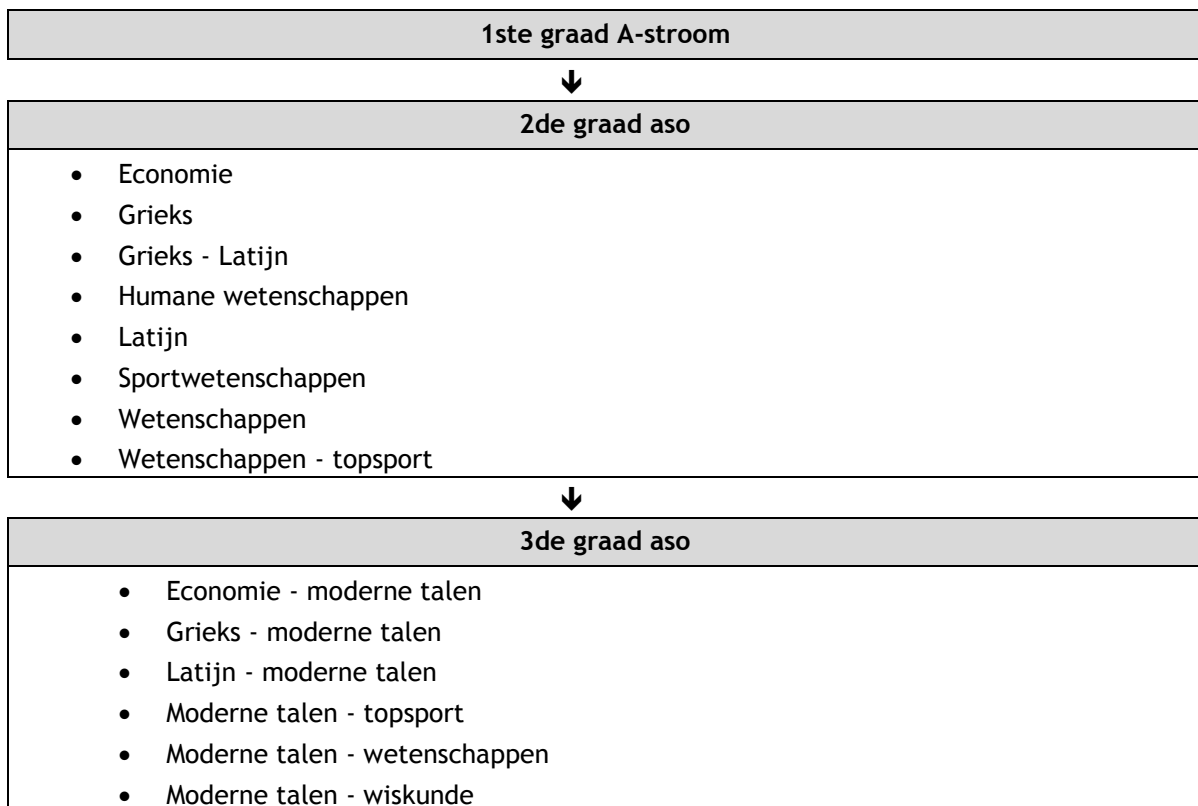 1ste graad A-stroom
🡻
2de graad aso
• Economie
• Grieks
• Grieks - Latijn
• Humane wetenschappen
• Latijn
• Sportwetenschappen
• Wetenschappen
• Wetenschappen - topsport
🡻
3de graad aso
• Economie - moderne talen
• Grieks - moderne talen
• Latijn - moderne talen
• Moderne talen - topsport
• Moderne talen - wetenschappen
• Moderne talen - wiskunde